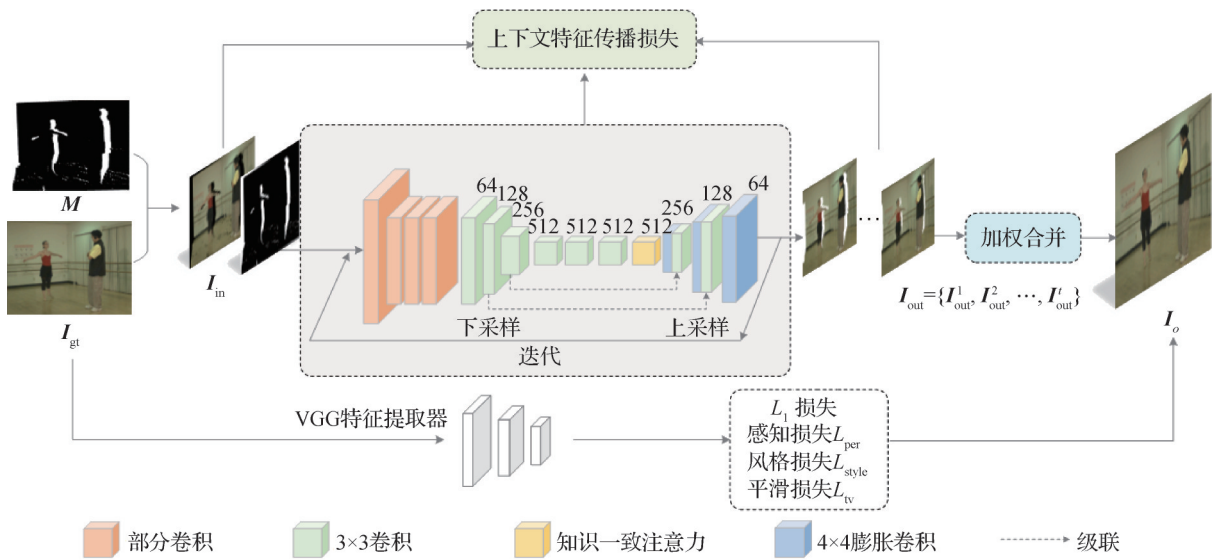 上下文特征传播损失
M
I_gt
I_in
64
128
256
512
512
512
512
256
128
64
下采样
上采样
迭代
…
加权合并
I_out={I^1_out, I^2_out, …, I^t_out}
I_o
VGG特征提取器
L_1 损失
感知损失L_per
风格损失L_style
平滑损失L_tv
部分卷积
3×3卷积
知识一致注意力
4×4膨胀卷积
级联